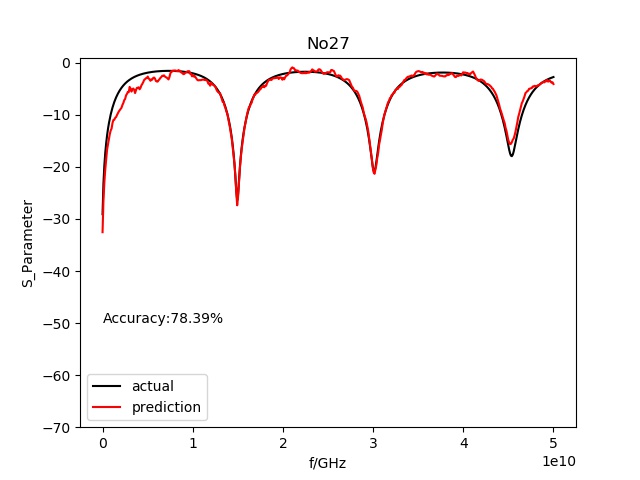 No27
0
−10
−20
−30
−40
−50
−60
−70
S_Parameter
Accuracy:78.39%
actual
prediction
0
1
2
3
4
5
1e10
f/GHz